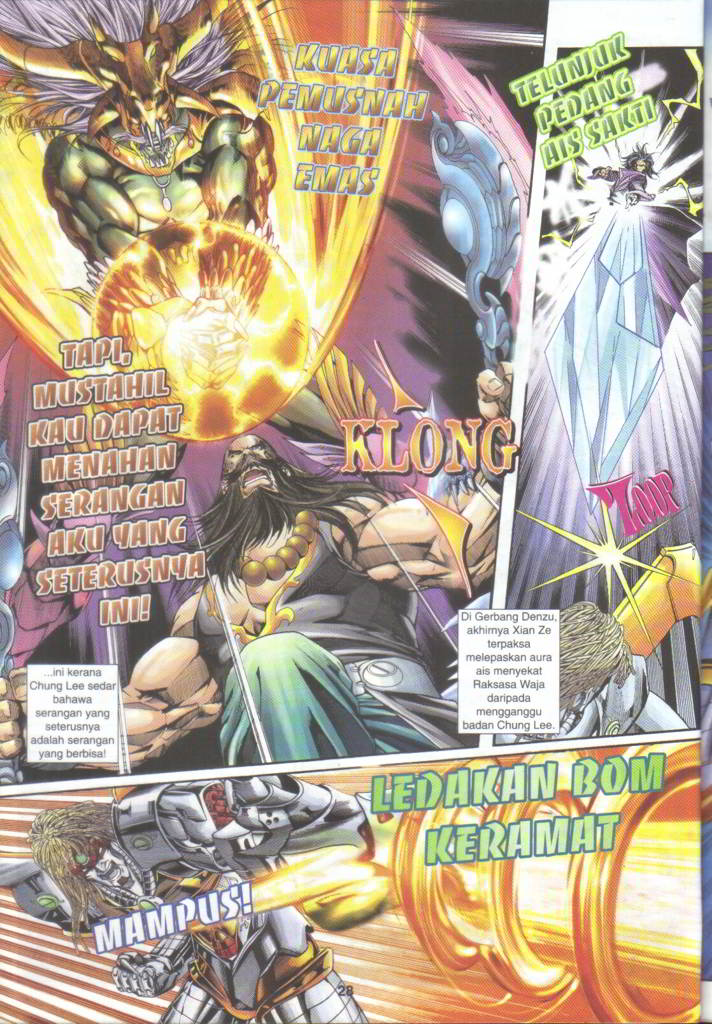 KUASA
PEMUSNAH
NAGA
EMAS
TELUNJUK
PEDANG
AIS SAKTI
TAPI,
MUSTAHIL
KAU DAPAT
MENAHAN
SERANGAN
AKU YANG
SETERUSNYA
INI!
KLONG
ZOOP
...ini kerana
Chung Lee sedar
bahawa
serangan yang
seterusnya
adalah serangan
yang berbisa!
Di Gerbang Denzu,
akhirnya Xian Ze
terpaksa
melepaskan aura
ais menyekat
Raksasa Waja
daripada
mengganggu
badan Chung Lee.
LEDAKAN BOM
KERAMAT
MAMPUS!
28